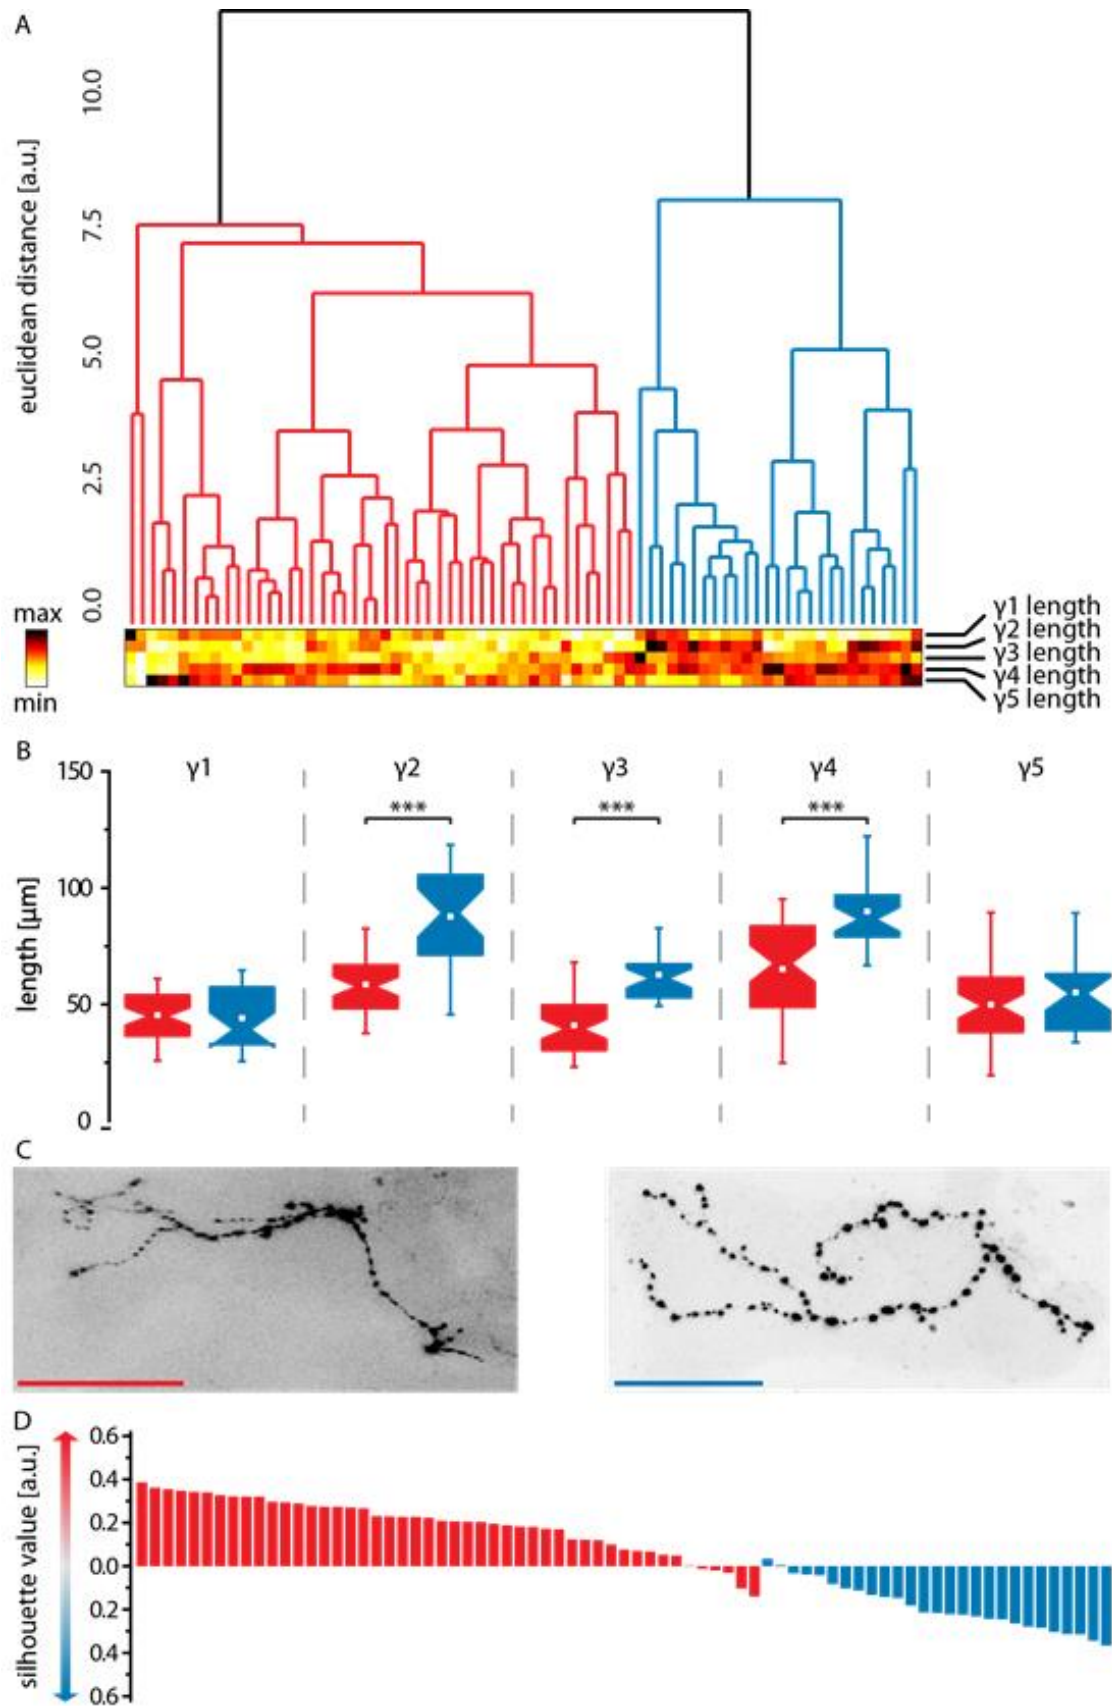 A
euclidean distance [a.u.]
10.0
7.5
5.0
2.5
0.0
max
min
γ1 length
γ2 length
γ3 length
γ4 length
γ5 length
B
length [µm]
150
100
50
0
γ1
γ2
γ3
γ4
γ5
***
***
***
C
D
silhouette value [a.u.]
0.6
0.4
0.2
0.0
0.2
0.4
0.6